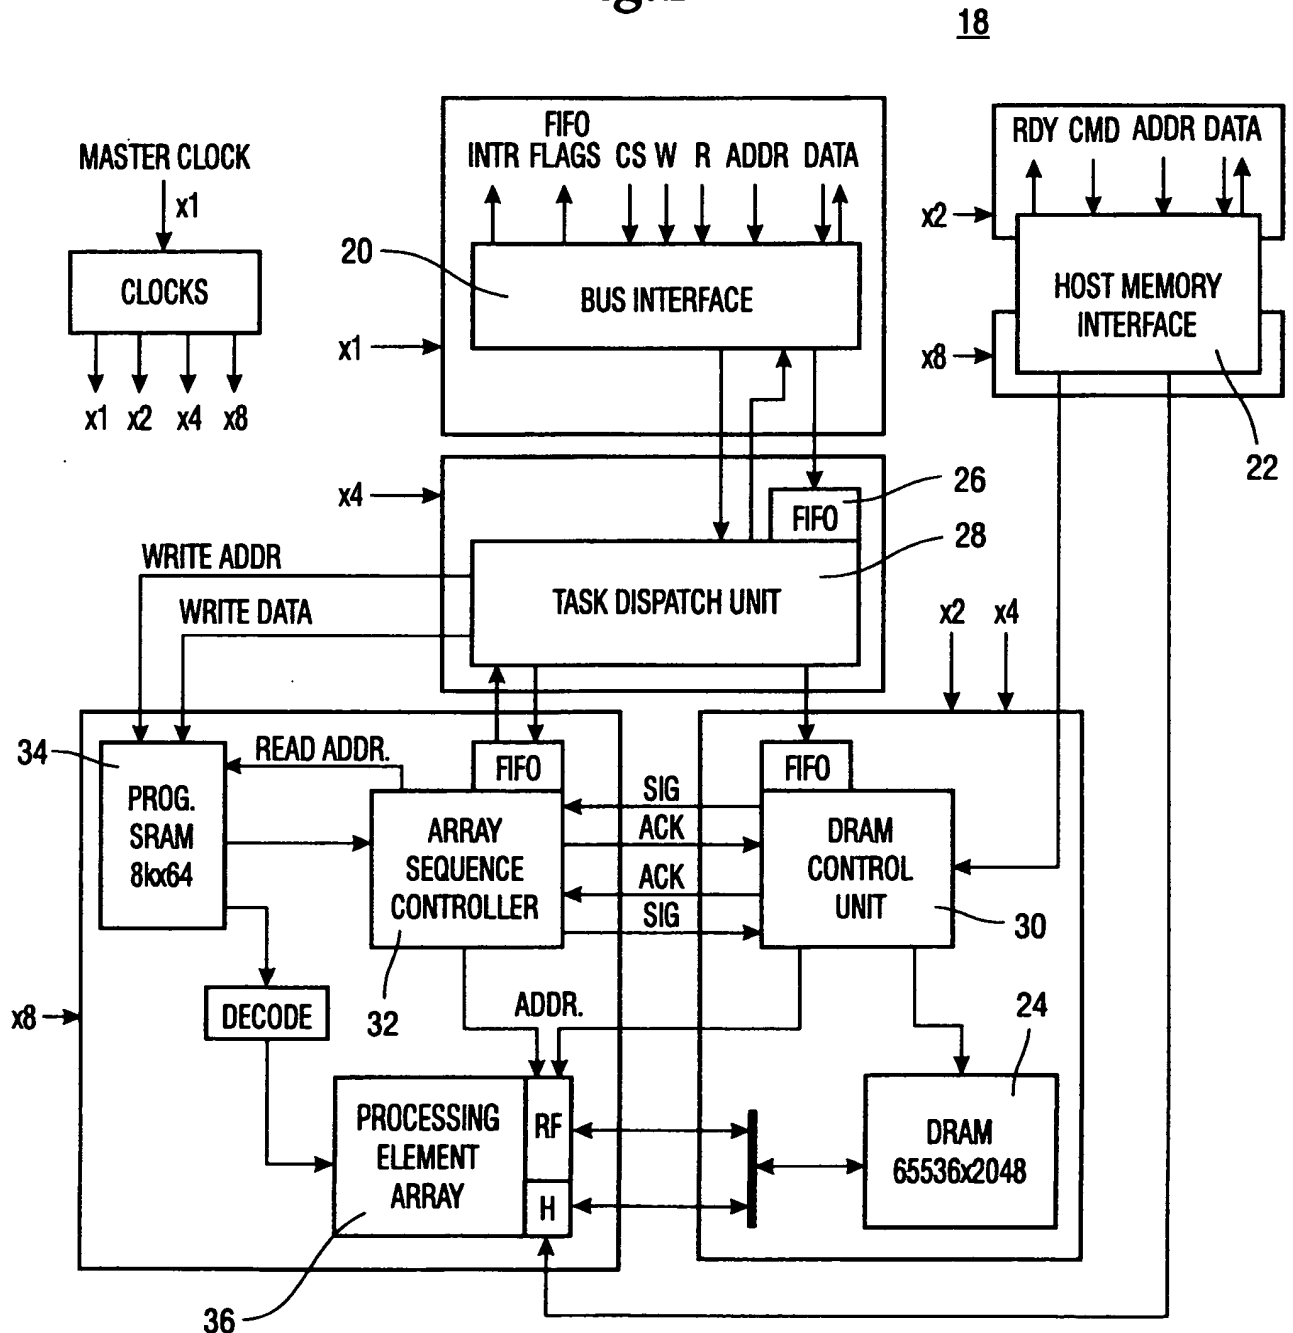 18
FIFO
INTR FLAGS CS W R ADDR DATA
RDY CMD ADDR DATA
MASTER CLOCK
x1
x2
20
CLOCKS
BUS INTERFACE
HOST MEMORY
INTERFACE
x1
x8
x1 x2 x4 x8
22
x4
26
FIFO
28
WRITE ADDR
TASK DISPATCH UNIT
WRITE DATA
x2 x4
34
READ ADDR.
FIFO
FIFO
PROG.
SRAM
8kx64
ARRAY
SEQUENCE
CONTROLLER
SIG
ACK
ACK
SIG
DRAM
CONTROL
UNIT
30
x8
DECODE
32
ADDR.
24
PROCESSING
ELEMENT
ARRAY
RF
H
DRAM
65536x2048
36